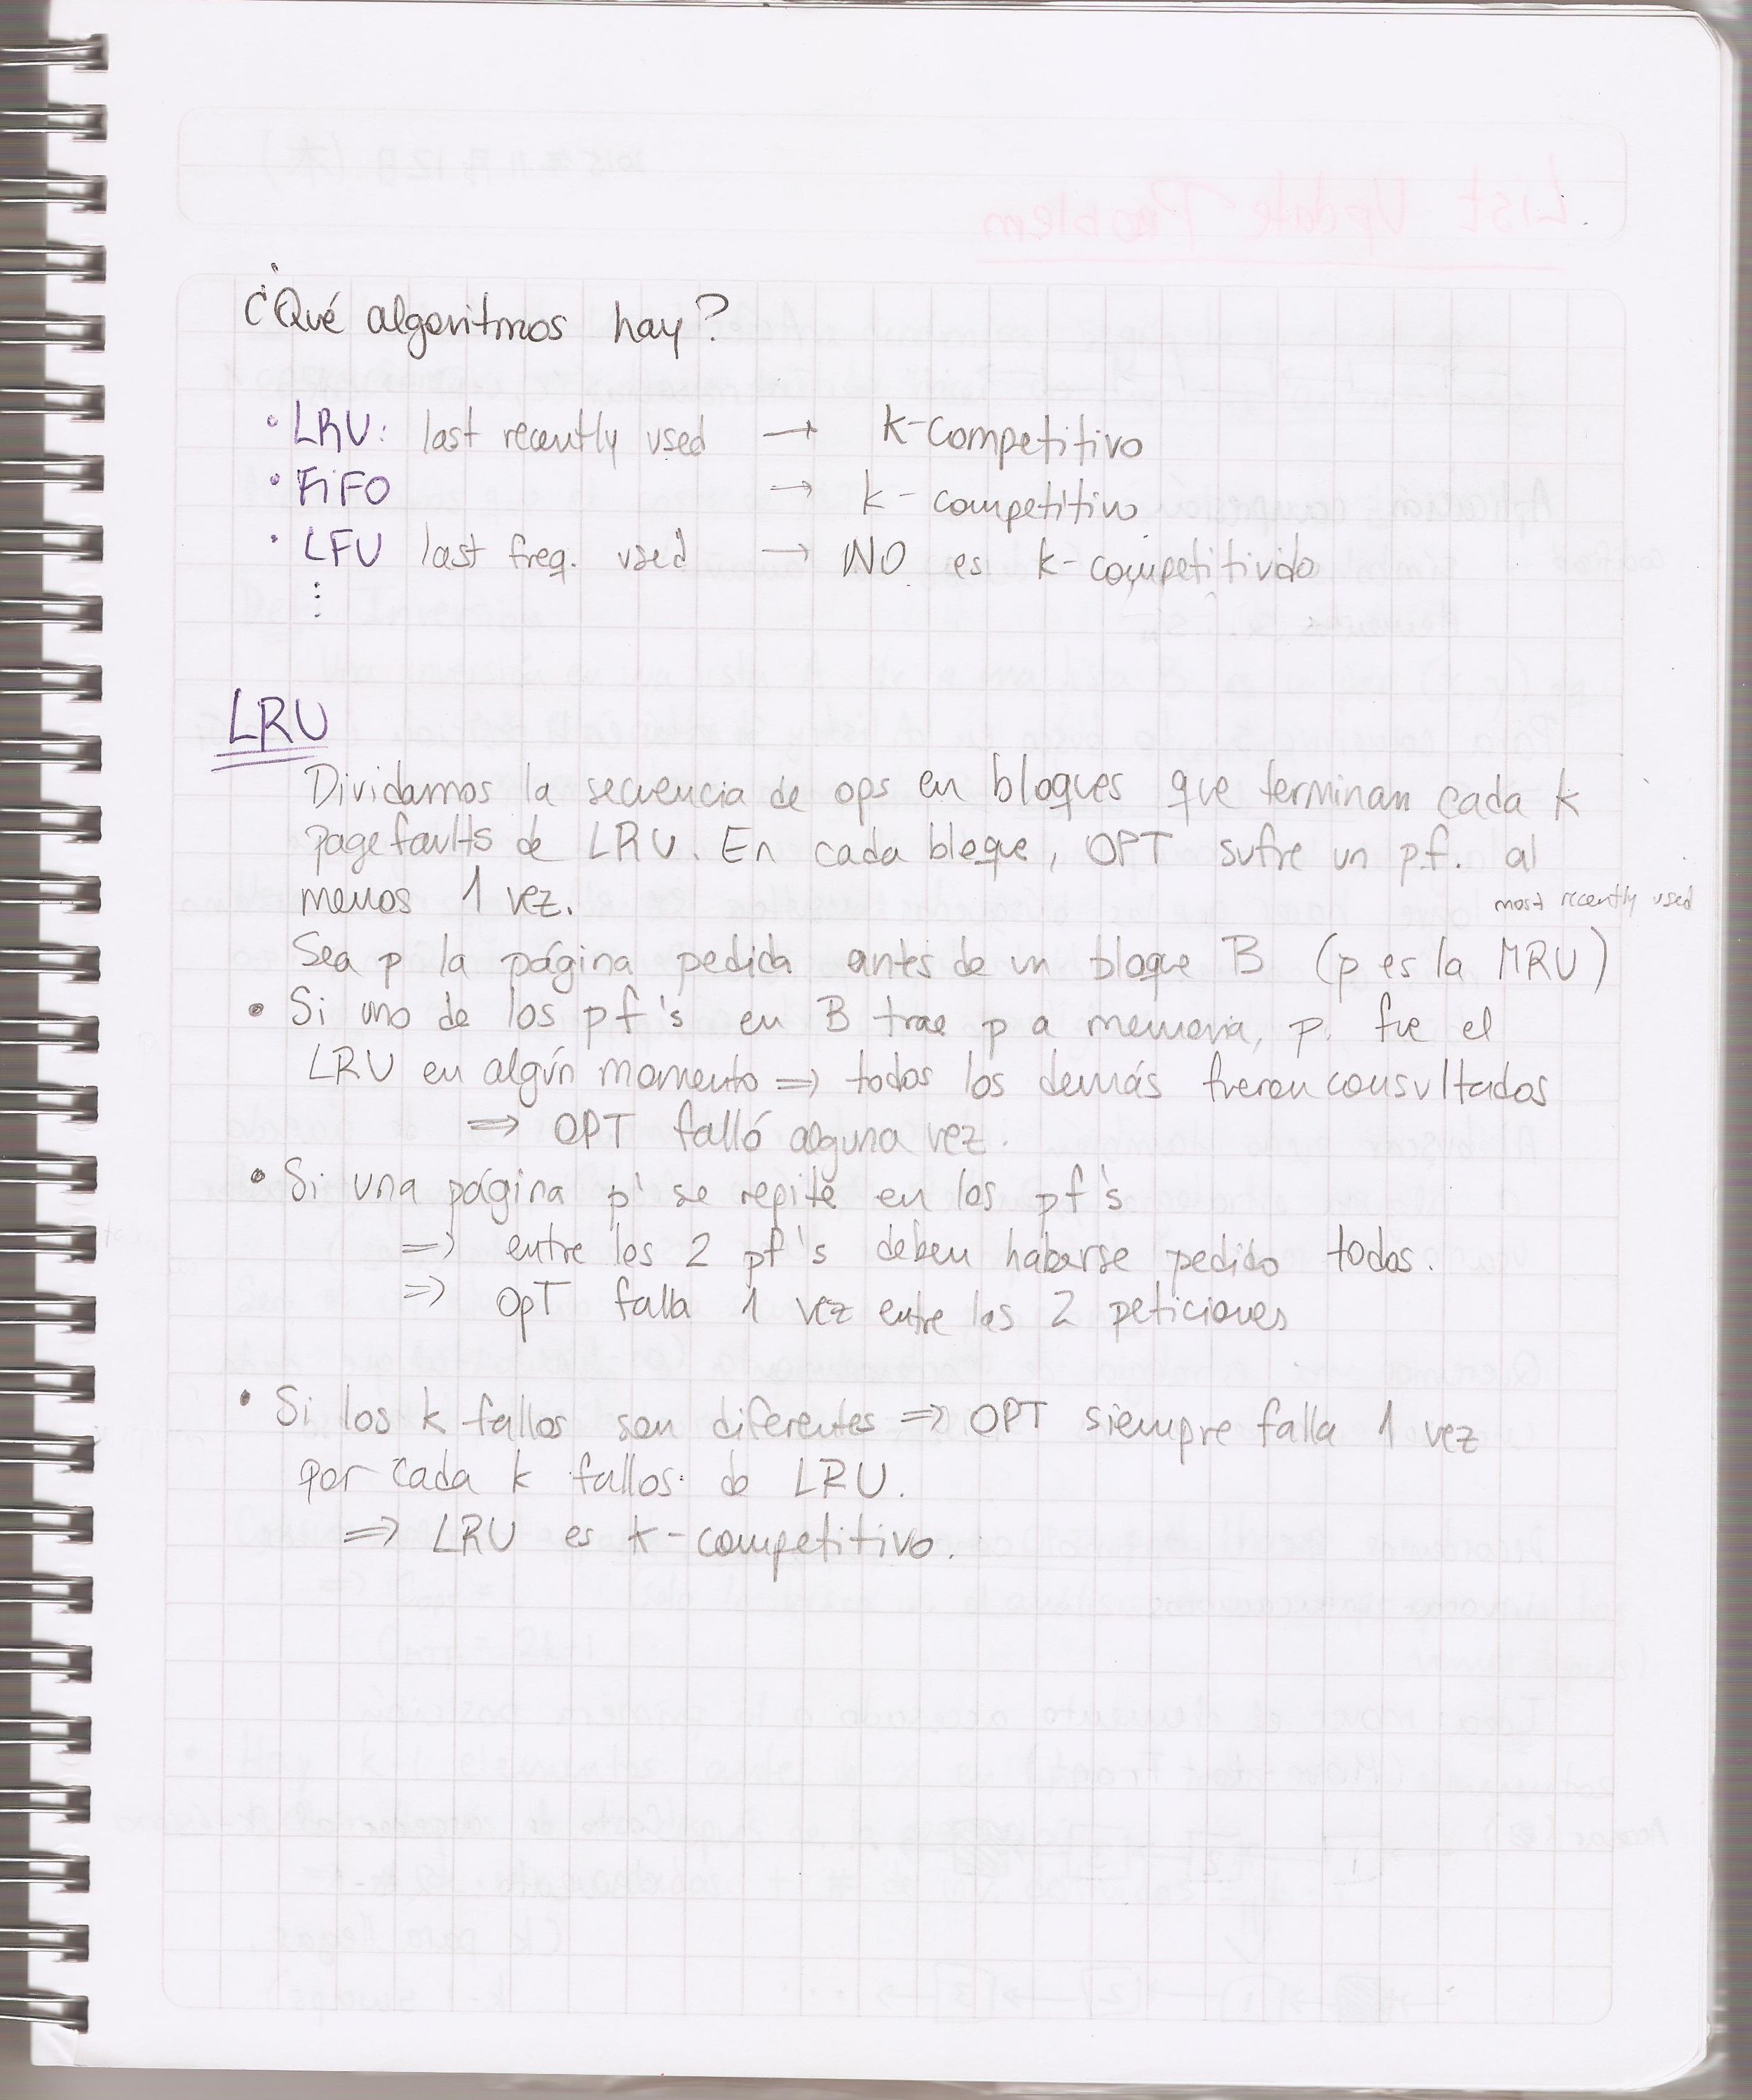 ¿Qué algoritmos hay?
• LRU: last recently used → k-competitivo
• FiFO → k-competitivo
• LFU last freq. used → NO es k-competitivido
⋮
LRU
Dividamos la secuencia de ops en bloques que terminan cada k
page faults de LRU. En cada bloque, OPT sufre un pf. al
menos 1 vez.
most recently used
Sea p la página pedida antes de un bloque B (p es la MRU)
• Si uno de los pf's en B trae p a memoria, p. fue el
LRU en algún momento => todos los demás fueron consultados
=> OPT falló alguna vez.
• Si una página p' se repite en los pf's
=> entre los 2 pf's deben haberse pedido todos.
=> OpT falla 1 vez entre las 2 peticiones
• Si los k fallos son diferentes => OPT siempre falla 1 vez
por cada k fallos de LRU.
=> LRU es k-competitivo.